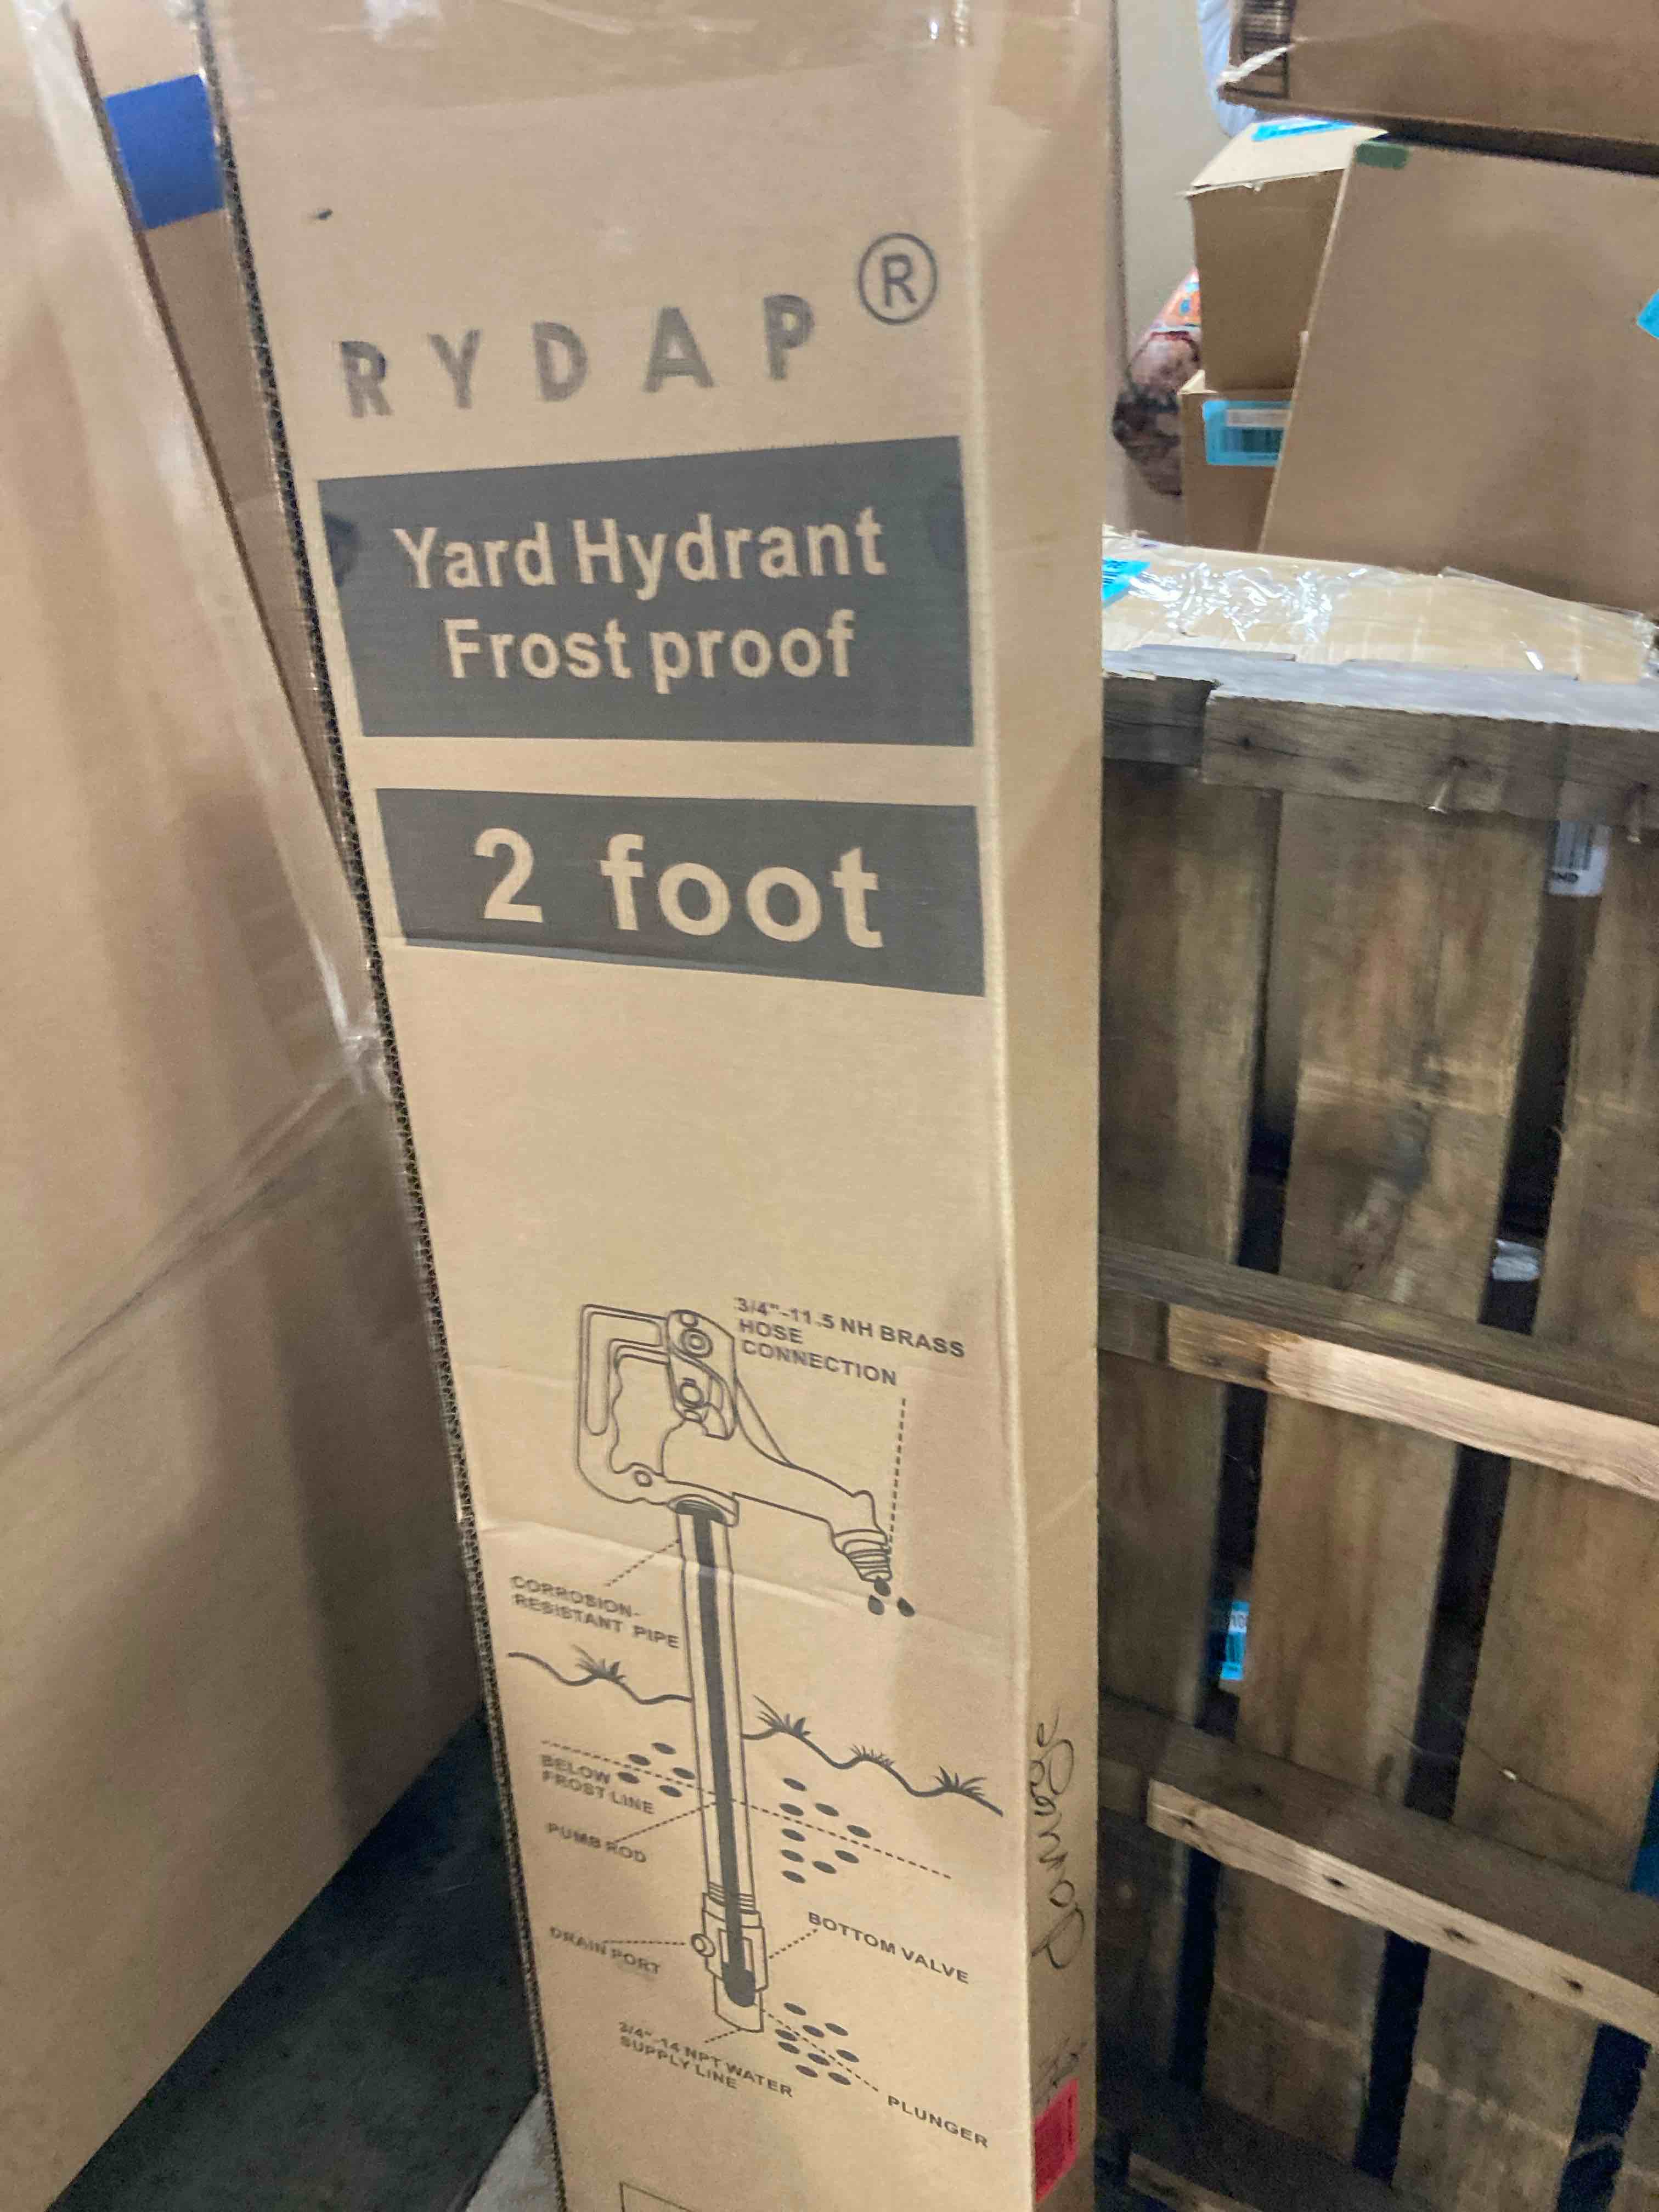 RYDAP®
Yard Hydrant
Frost proof
2 foot
3/4"-11.5 NH BRASS
HOSE
CONNECTION
CORROSION-
RESISTANT PIPE
BELOW
FROST LINE
PUMB ROD
DRAIN PORT
BOTTOM VALVE
3/4"-14 NPT WATER
SUPPLY LINE
PLUNGER
Damage